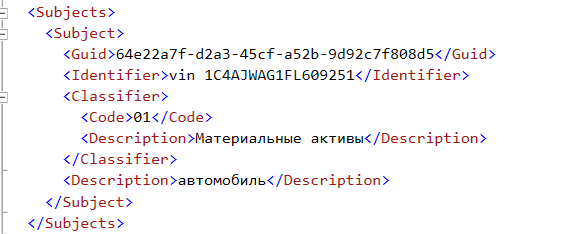 <Subjects>
<Subject>
<Guid>64e22a7f-d2a3-45cf-a52b-9d92c7f808d5</Guid>
<Identifier>vin 1C4AJWAG1FL609251</Identifier>
<Classifier>
<Code>01</Code>
<Description>Материальные активы</Description>
</Classifier>
<Description>автомобиль</Description>
</Subject>
</Subjects>